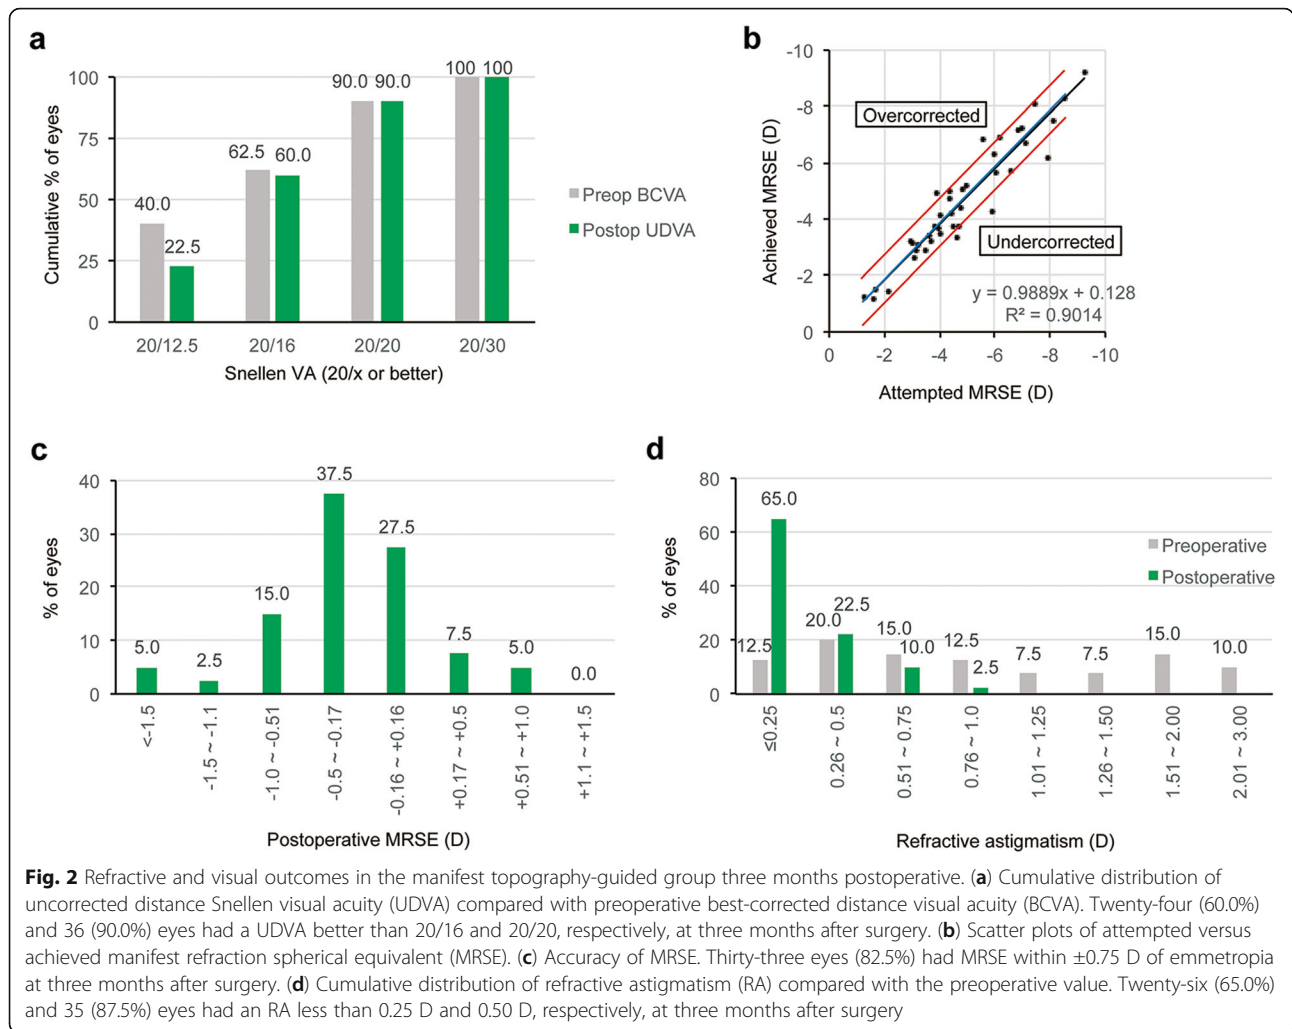 a
Cumulative % of eyes
100
75
50
25
0
40.0
22.5
62.5
60.0
90.0 90.0
100 100
20/12.5 20/16 20/20 20/30
Snellen VA (20/x or better)
Preop BCVA
Postop UDVA
b
Achieved MRSE (D)
-10
-8
-6
-4
-2
0
Overcorrected
Undercorrected
y = 0.9889x + 0.128
R² = 0.9014
0 -2 -4 -6 -8 -10
Attempted MRSE (D)
c
% of eyes
40
30
20
10
0
5.0
2.5
15.0
37.5
27.5
7.5
5.0
0.0
<-1.5
-1.5 ~ -1.1
-1.0 ~ -0.51
-0.5 ~ -0.17
-0.16 ~ +0.16
+0.17 ~ +0.5
+0.51 ~ +1.0
+1.1 ~ +1.5
Postoperative MRSE (D)
d
% of eyes
80
60
40
20
0
12.5
65.0
20.0
22.5
15.0
10.0
12.5
2.5
7.5
7.5
15.0
10.0
Preoperative
Postoperative
≤0.25
0.26 ~ 0.5
0.51 ~ 0.75
0.76 ~ 1.0
1.01 ~ 1.25
1.26 ~ 1.50
1.51 ~ 2.00
2.01 ~ 3.00
Refractive astigmatism (D)
Fig. 2 Refractive and visual outcomes in the manifest topography-guided group three months postoperative. (a) Cumulative distribution of
uncorrected distance Snellen visual acuity (UDVA) compared with preoperative best-corrected distance visual acuity (BCVA). Twenty-four (60.0%)
and 36 (90.0%) eyes had a UDVA better than 20/16 and 20/20, respectively, at three months after surgery. (b) Scatter plots of attempted versus
achieved manifest refraction spherical equivalent (MRSE). (c) Accuracy of MRSE. Thirty-three eyes (82.5%) had MRSE within ±0.75 D of emmetropia
at three months after surgery. (d) Cumulative distribution of refractive astigmatism (RA) compared with the preoperative value. Twenty-six (65.0%)
and 35 (87.5%) eyes had an RA less than 0.25 D and 0.50 D, respectively, at three months after surgery